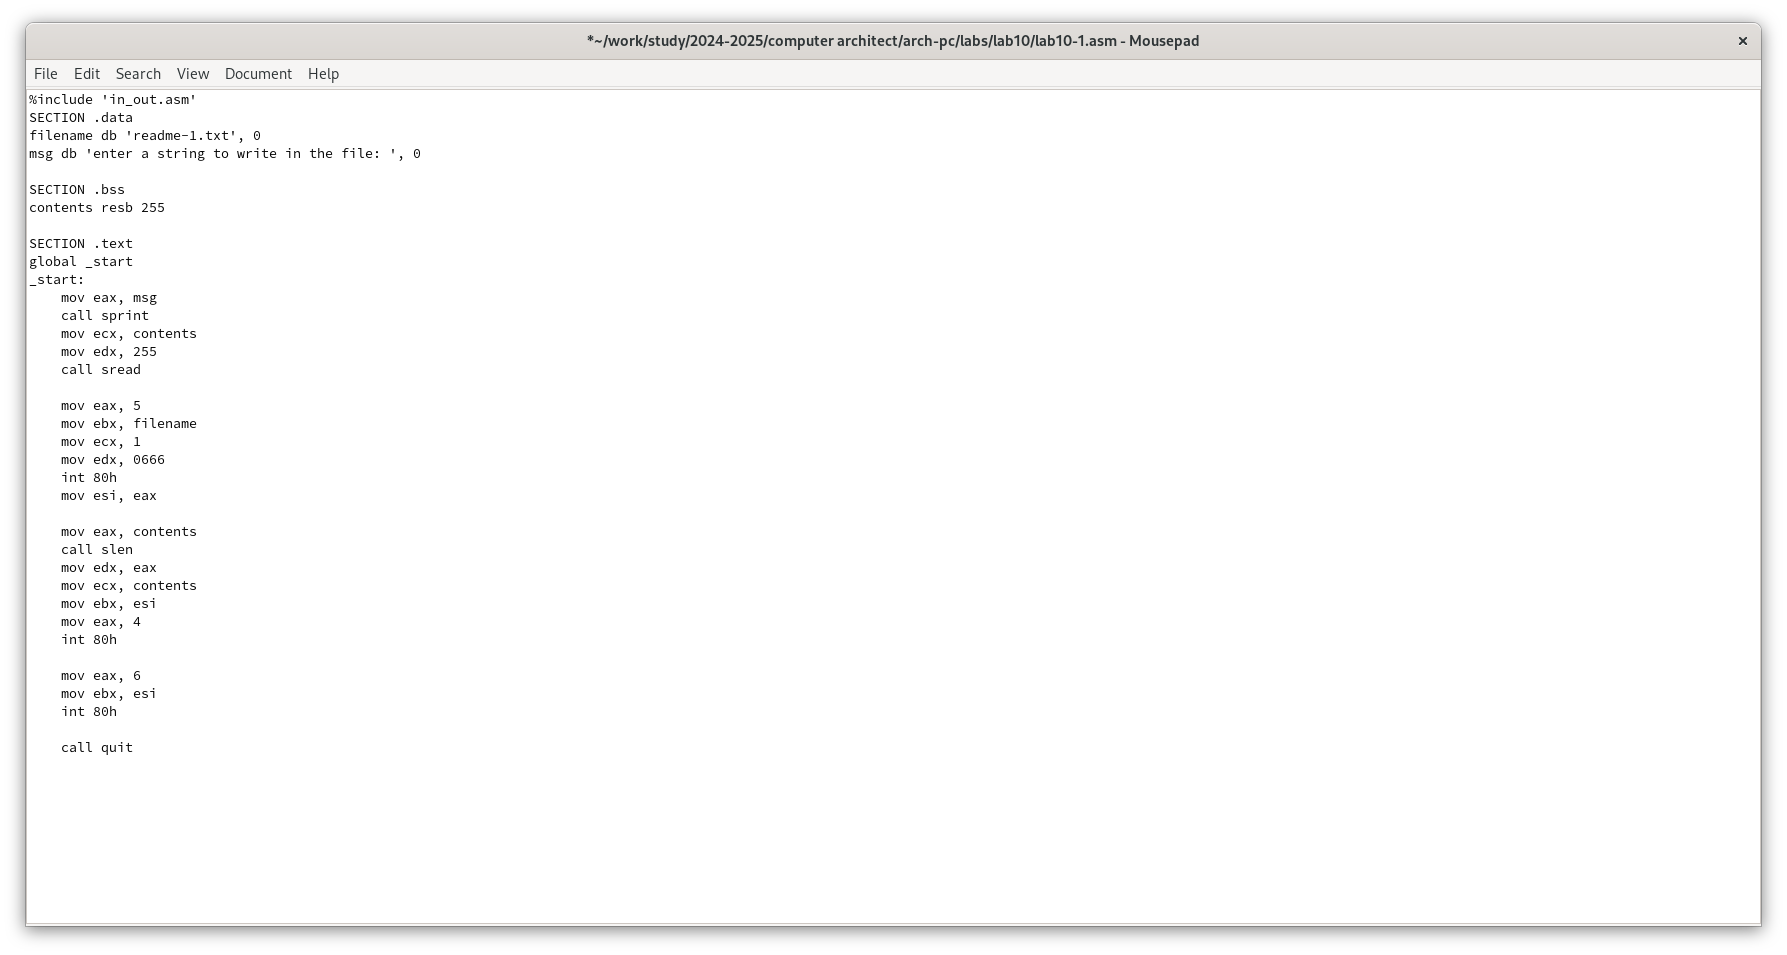 *~/work/study/2024-2025/computer architect/arch-pc/labs/lab10/lab10-1.asm - Mousepad
×
File Edit Search View Document Help
%include 'in_out.asm'
SECTION .data
filename db 'readme-1.txt', 0
msg db 'enter a string to write in the file: ', 0

SECTION .bss
contents resb 255

SECTION .text
global _start
_start:
    mov eax, msg
    call sprint
    mov ecx, contents
    mov edx, 255
    call sread

    mov eax, 5
    mov ebx, filename
    mov ecx, 1
    mov edx, 0666
    int 80h
    mov esi, eax

    mov eax, contents
    call slen
    mov edx, eax
    mov ecx, contents
    mov ebx, esi
    mov eax, 4
    int 80h

    mov eax, 6
    mov ebx, esi
    int 80h

    call quit